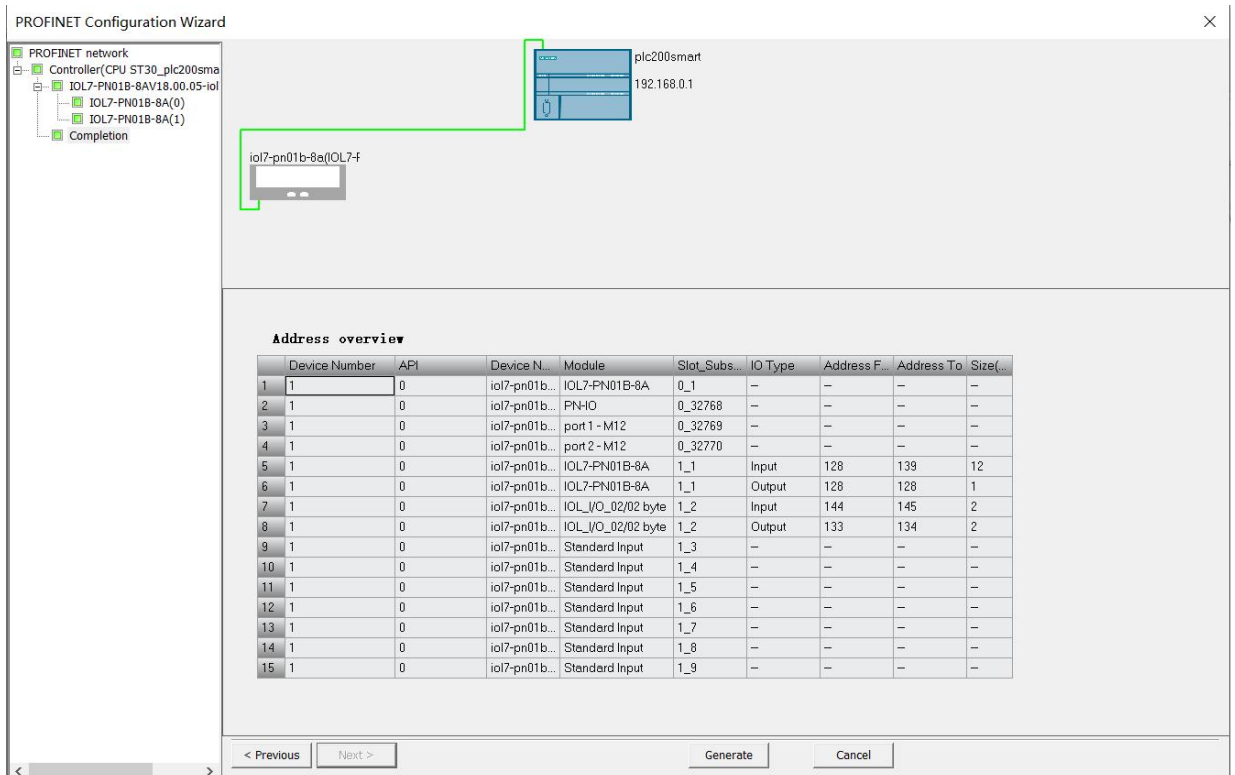 PROFINET Configuration Wizard
PROFINET network
Controller(CPU ST30_plc200sma
IOL7-PN01B-8AV18.00.05-iol
IOL7-PN01B-8A(0)
IOL7-PN01B-8A(1)
Completion
plc200smart
192.168.0.1
iol7-pn01b-8a(IOL7-F
Address overview
Device Number API Device N... Module Slot_Subs... IO Type Address F... Address To Size(...
1 1 0 iol7-pn01b... IOL7-PN01B-8A 0_1 – – – –
2 1 0 iol7-pn01b... PN-IO 0_32768 – – – –
3 1 0 iol7-pn01b... port 1 - M12 0_32769 – – – –
4 1 0 iol7-pn01b... port 2 - M12 0_32770 – – – –
5 1 0 iol7-pn01b... IOL7-PN01B-8A 1_1 Input 128 139 12
6 1 0 iol7-pn01b... IOL7-PN01B-8A 1_1 Output 128 128 1
7 1 0 iol7-pn01b... IOL_I/O_02/02 byte 1_2 Input 144 145 2
8 1 0 iol7-pn01b... IOL_I/O_02/02 byte 1_2 Output 133 134 2
9 1 0 iol7-pn01b... Standard Input 1_3 – – – –
10 1 0 iol7-pn01b... Standard Input 1_4 – – – –
11 1 0 iol7-pn01b... Standard Input 1_5 – – – –
12 1 0 iol7-pn01b... Standard Input 1_6 – – – –
13 1 0 iol7-pn01b... Standard Input 1_7 – – – –
14 1 0 iol7-pn01b... Standard Input 1_8 – – – –
15 1 0 iol7-pn01b... Standard Input 1_9 – – – –
< Previous Next > Generate Cancel